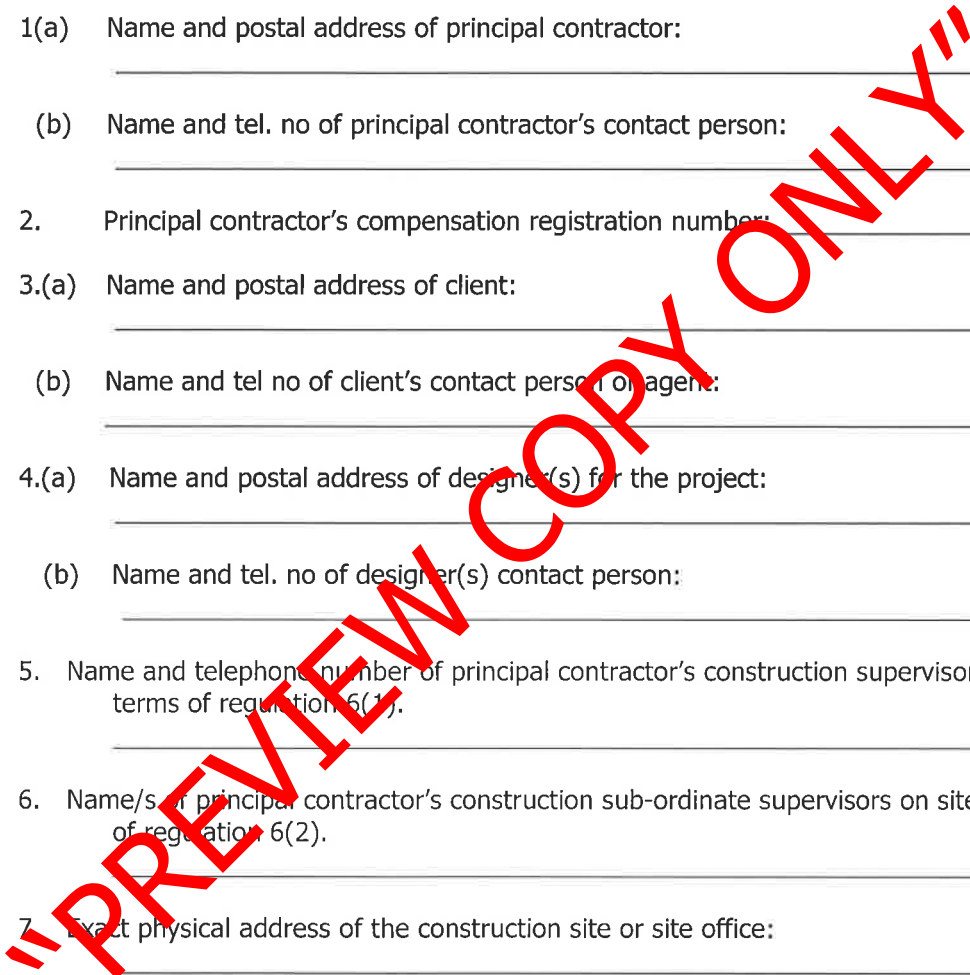 1(a) Name and postal address of principal contractor:
(b) Name and tel. no of principal contractor's contact person:
2. Principal contractor's compensation registration number:
3.(a) Name and postal address of client:
(b) Name and tel no of client's contact person or agent:
4.(a) Name and postal address of designer(s) for the project:
(b) Name and tel. no of designer(s) contact person:
5. Name and telephone number of principal contractor's construction supervisor
terms of regulation 6(1).
6. Name/s of principal contractor's construction sub-ordinate supervisors on site
of regulation 6(2).
7. Exact physical address of the construction site or site office:
"PREVIEW COPY ONLY"